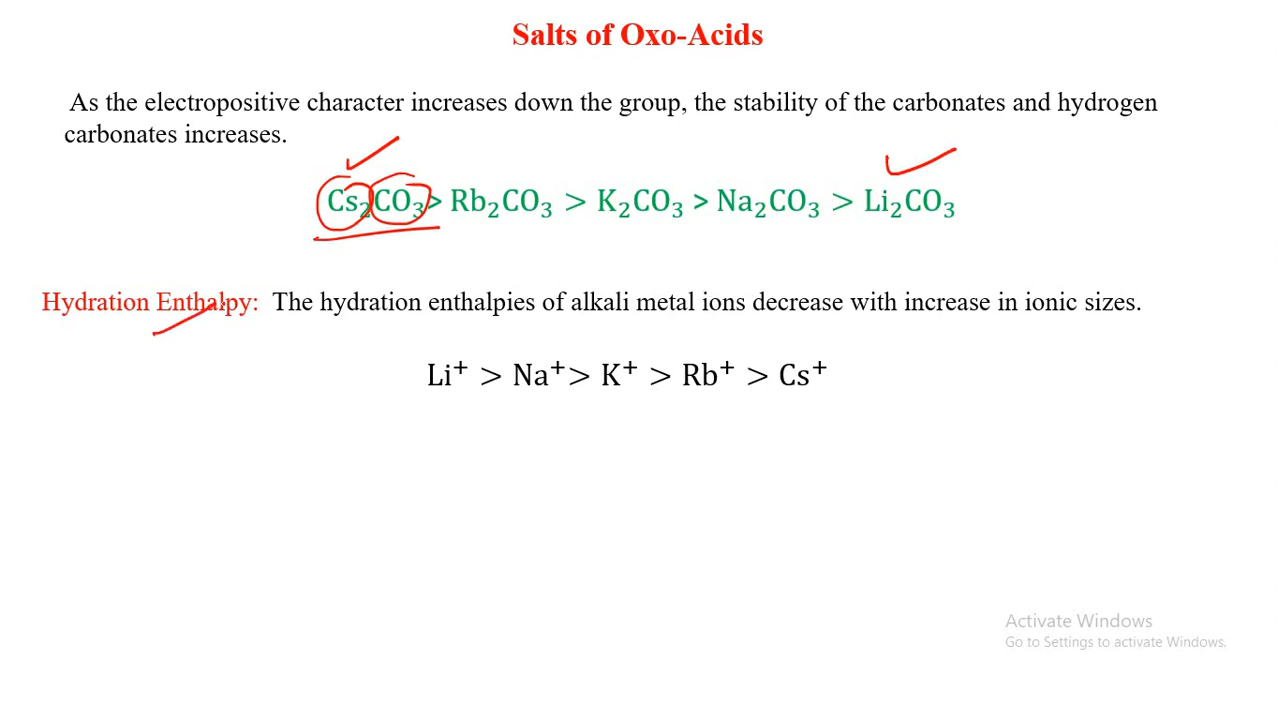 Salts of Oxo-Acids
As the electropositive character increases down the group, the stability of the carbonates and hydrogen
carbonates increases.
Cs₂CO₃> Rb₂CO₃ > K₂CO₃ > Na₂CO₃ > Li₂CO₃
Hydration Enthalpy: The hydration enthalpies of alkali metal ions decrease with increase in ionic sizes.
Li⁺ > Na⁺> K⁺ > Rb⁺ > Cs⁺
Activate Windows
Go to Settings to activate Windows.